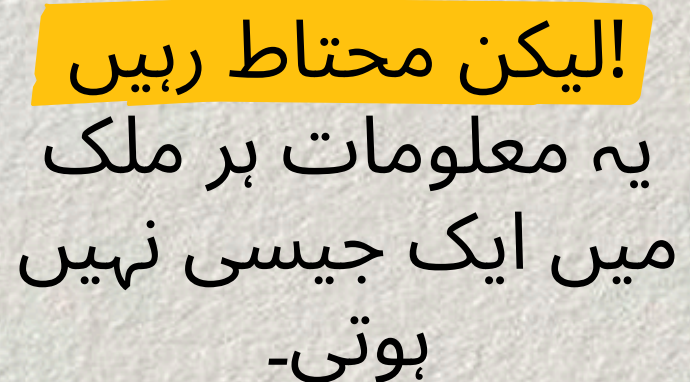 !لیکن محتاط رہیں
یہ معلومات ہر ملک
میں ایک جیسی نہیں
ہوتی۔